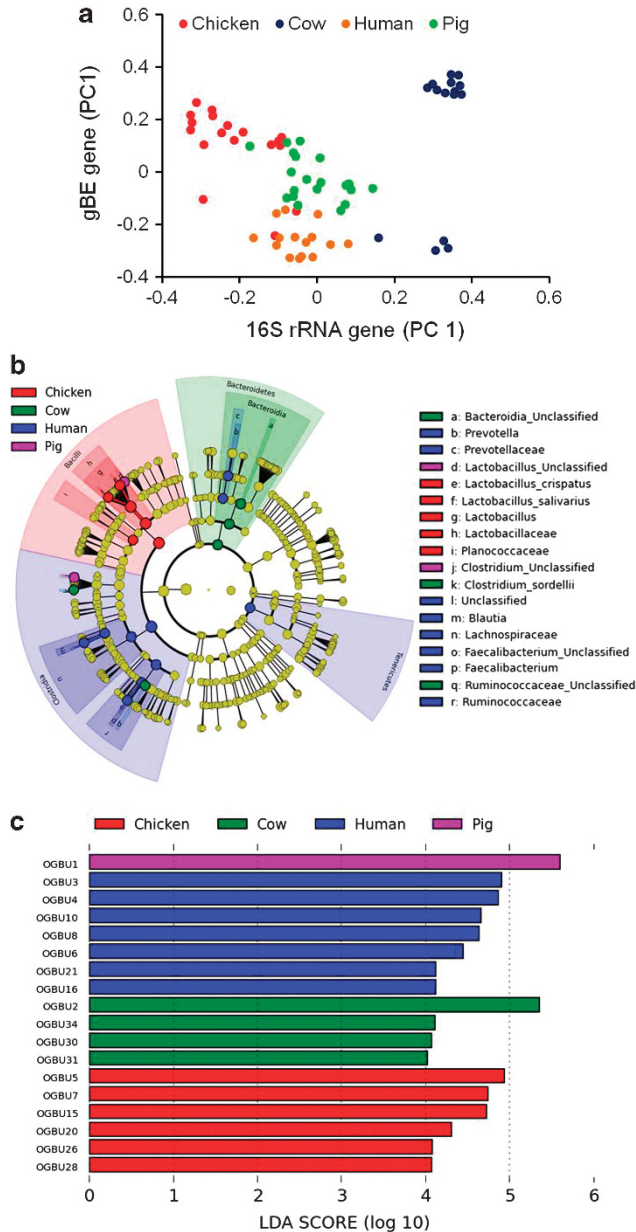 a
Chicken Cow Human Pig
gBE gene (PC1)
0.6
0.4
0.2
0
-0.2
-0.4
-0.4 -0.2 0 0.2 0.4 0.6
16S rRNA gene (PC 1)
b
Chicken
Cow
Human
Pig
Bacteroidetes
Bacteroidia
c
b
a
Bacilli
h
g
i
Clostridia
n
r
q
p
Tenericutes
a: Bacteroidia_Unclassified
b: Prevotella
c: Prevotellaceae
d: Lactobacillus_Unclassified
e: Lactobacillus_crispatus
f: Lactobacillus_salivarius
g: Lactobacillus
h: Lactobacillaceae
i: Planococcaceae
j: Clostridium_Unclassified
k: Clostridium_sordellii
l: Unclassified
m: Blautia
n: Lachnospiraceae
o: Faecalibacterium_Unclassified
p: Faecalibacterium
q: Ruminococcaceae_Unclassified
r: Ruminococcaceae
c
Chicken Cow Human Pig
OGBU1
OGBU3
OGBU4
OGBU10
OGBU8
OGBU6
OGBU21
OGBU16
OGBU2
OGBU34
OGBU30
OGBU31
OGBU5
OGBU7
OGBU15
OGBU20
OGBU26
OGBU28
0 1 2 3 4 5 6
LDA SCORE (log 10)